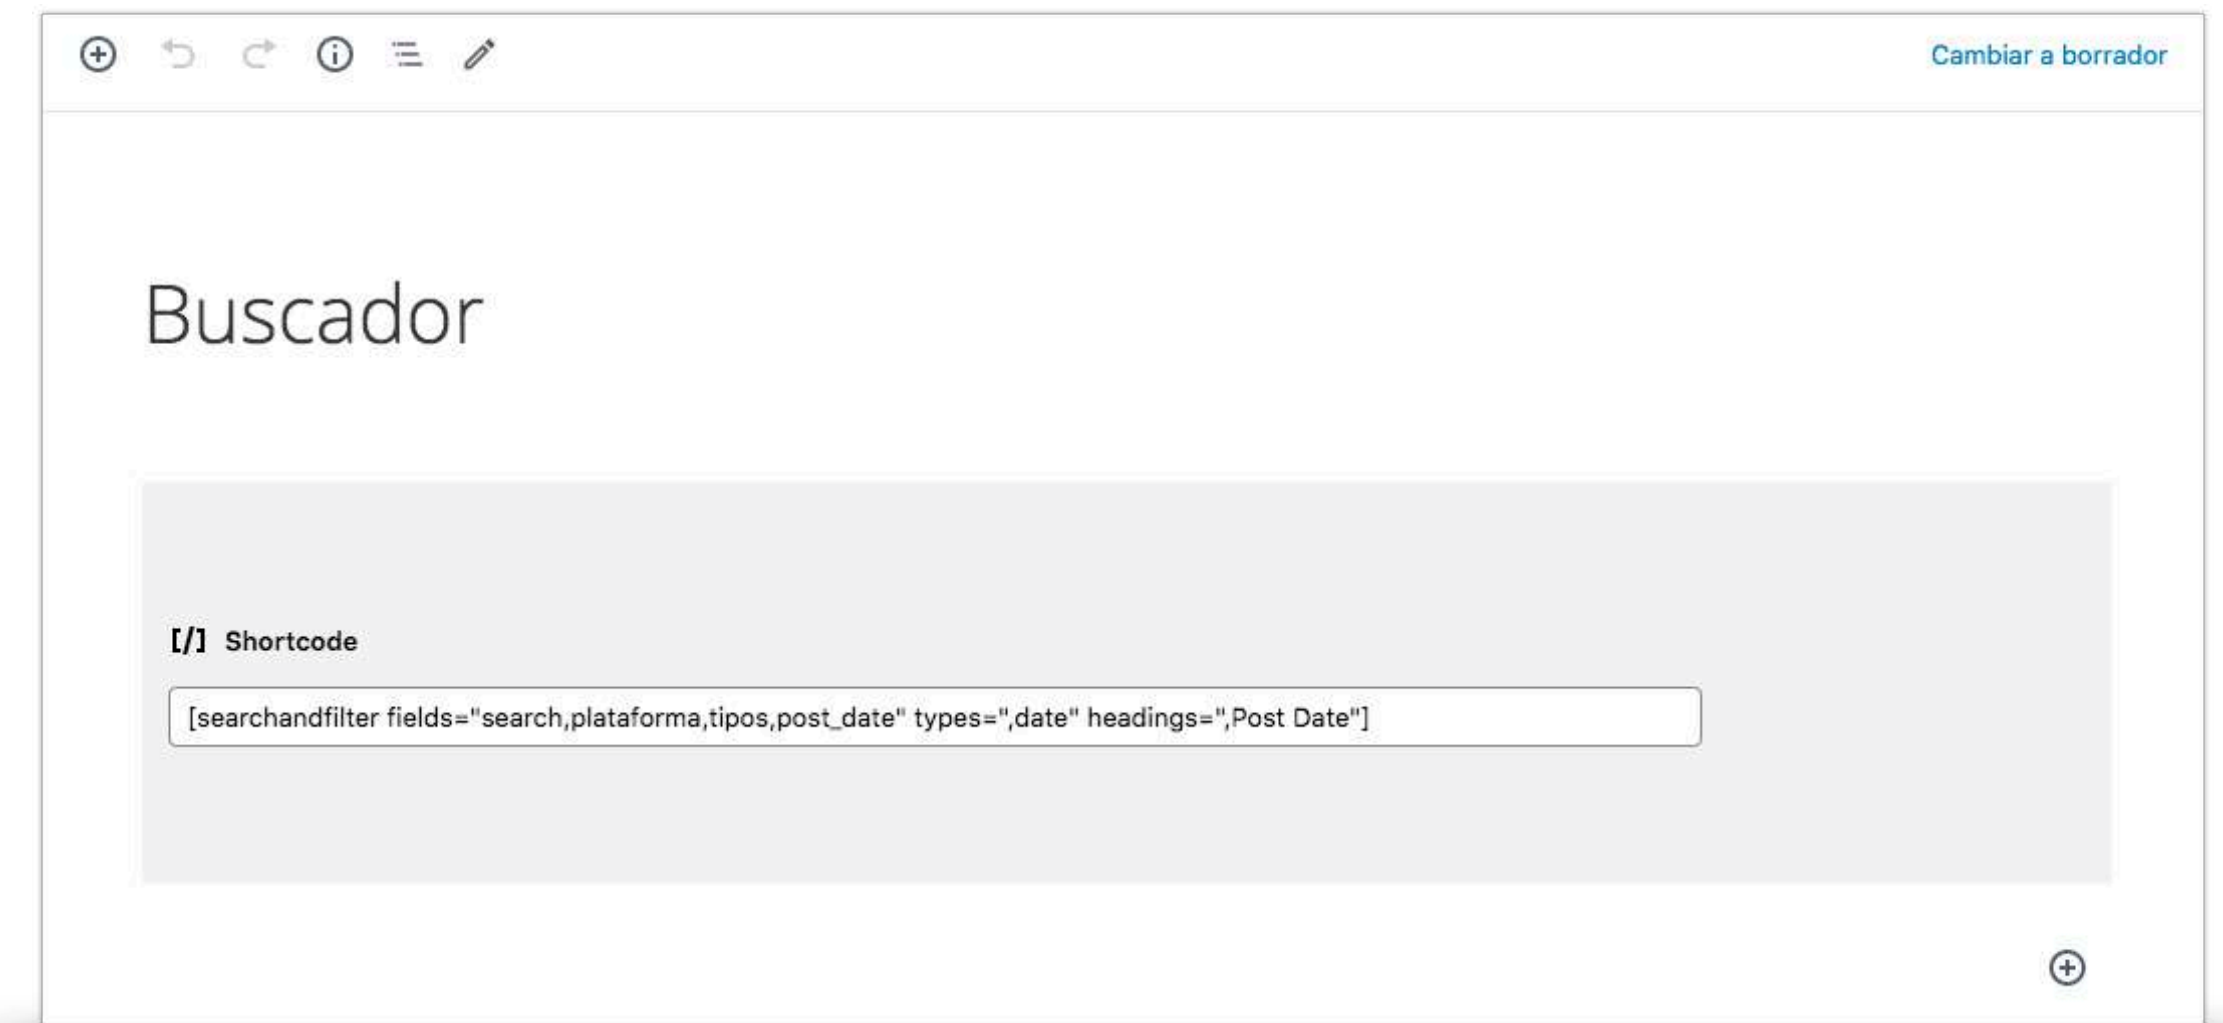 Cambiar a borrador
Buscador
[/] Shortcode
[searchandfilter fields="search,plataforma,tipos,post_date" types=",date" headings=",Post Date"]